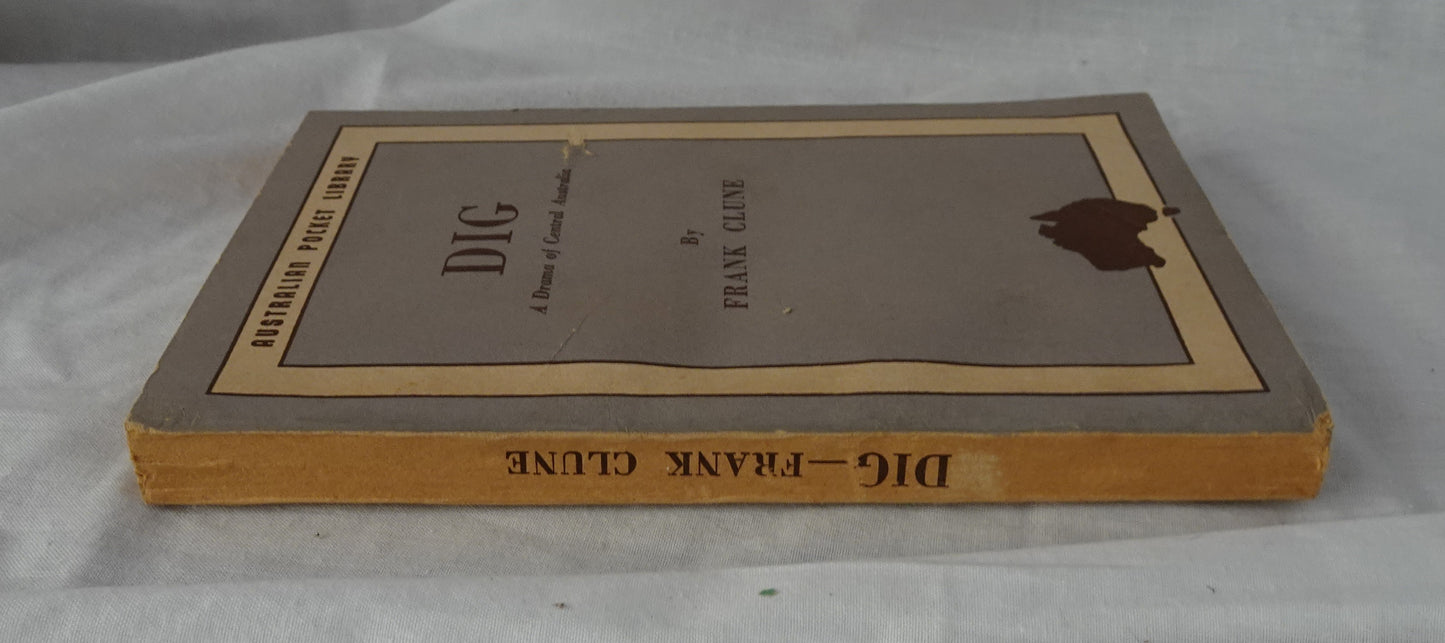 AUSTRALIAN POCKET LIBRARY
DIG
A Drama of Central Australia
By
FRANK CLUNE
DIG—FRANK CLUNE